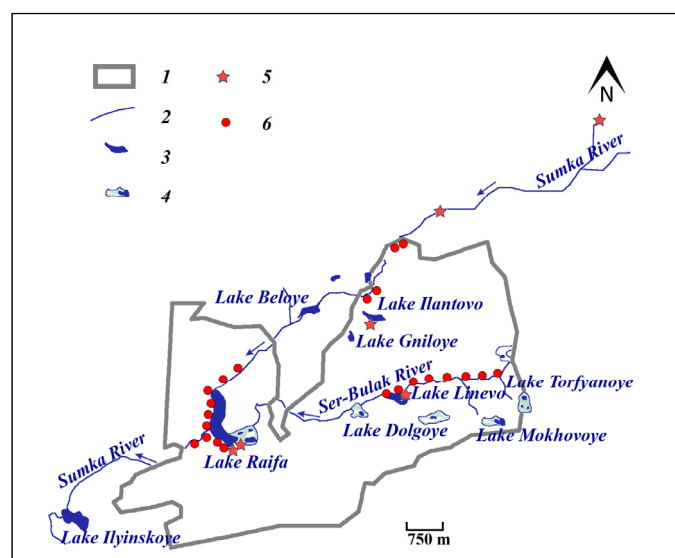 1
5
2
6
3
4
N
Sumka River
Lake Beloye
Lake Ilantovo
Lake Gniloye
Ser-Bulak River
Lake Linevo
Lake Torfyanoye
Lake Dolgoye
Lake Mokhovoye
Lake Raifa
Sumka River
Lake Ilyinskoye
750 m